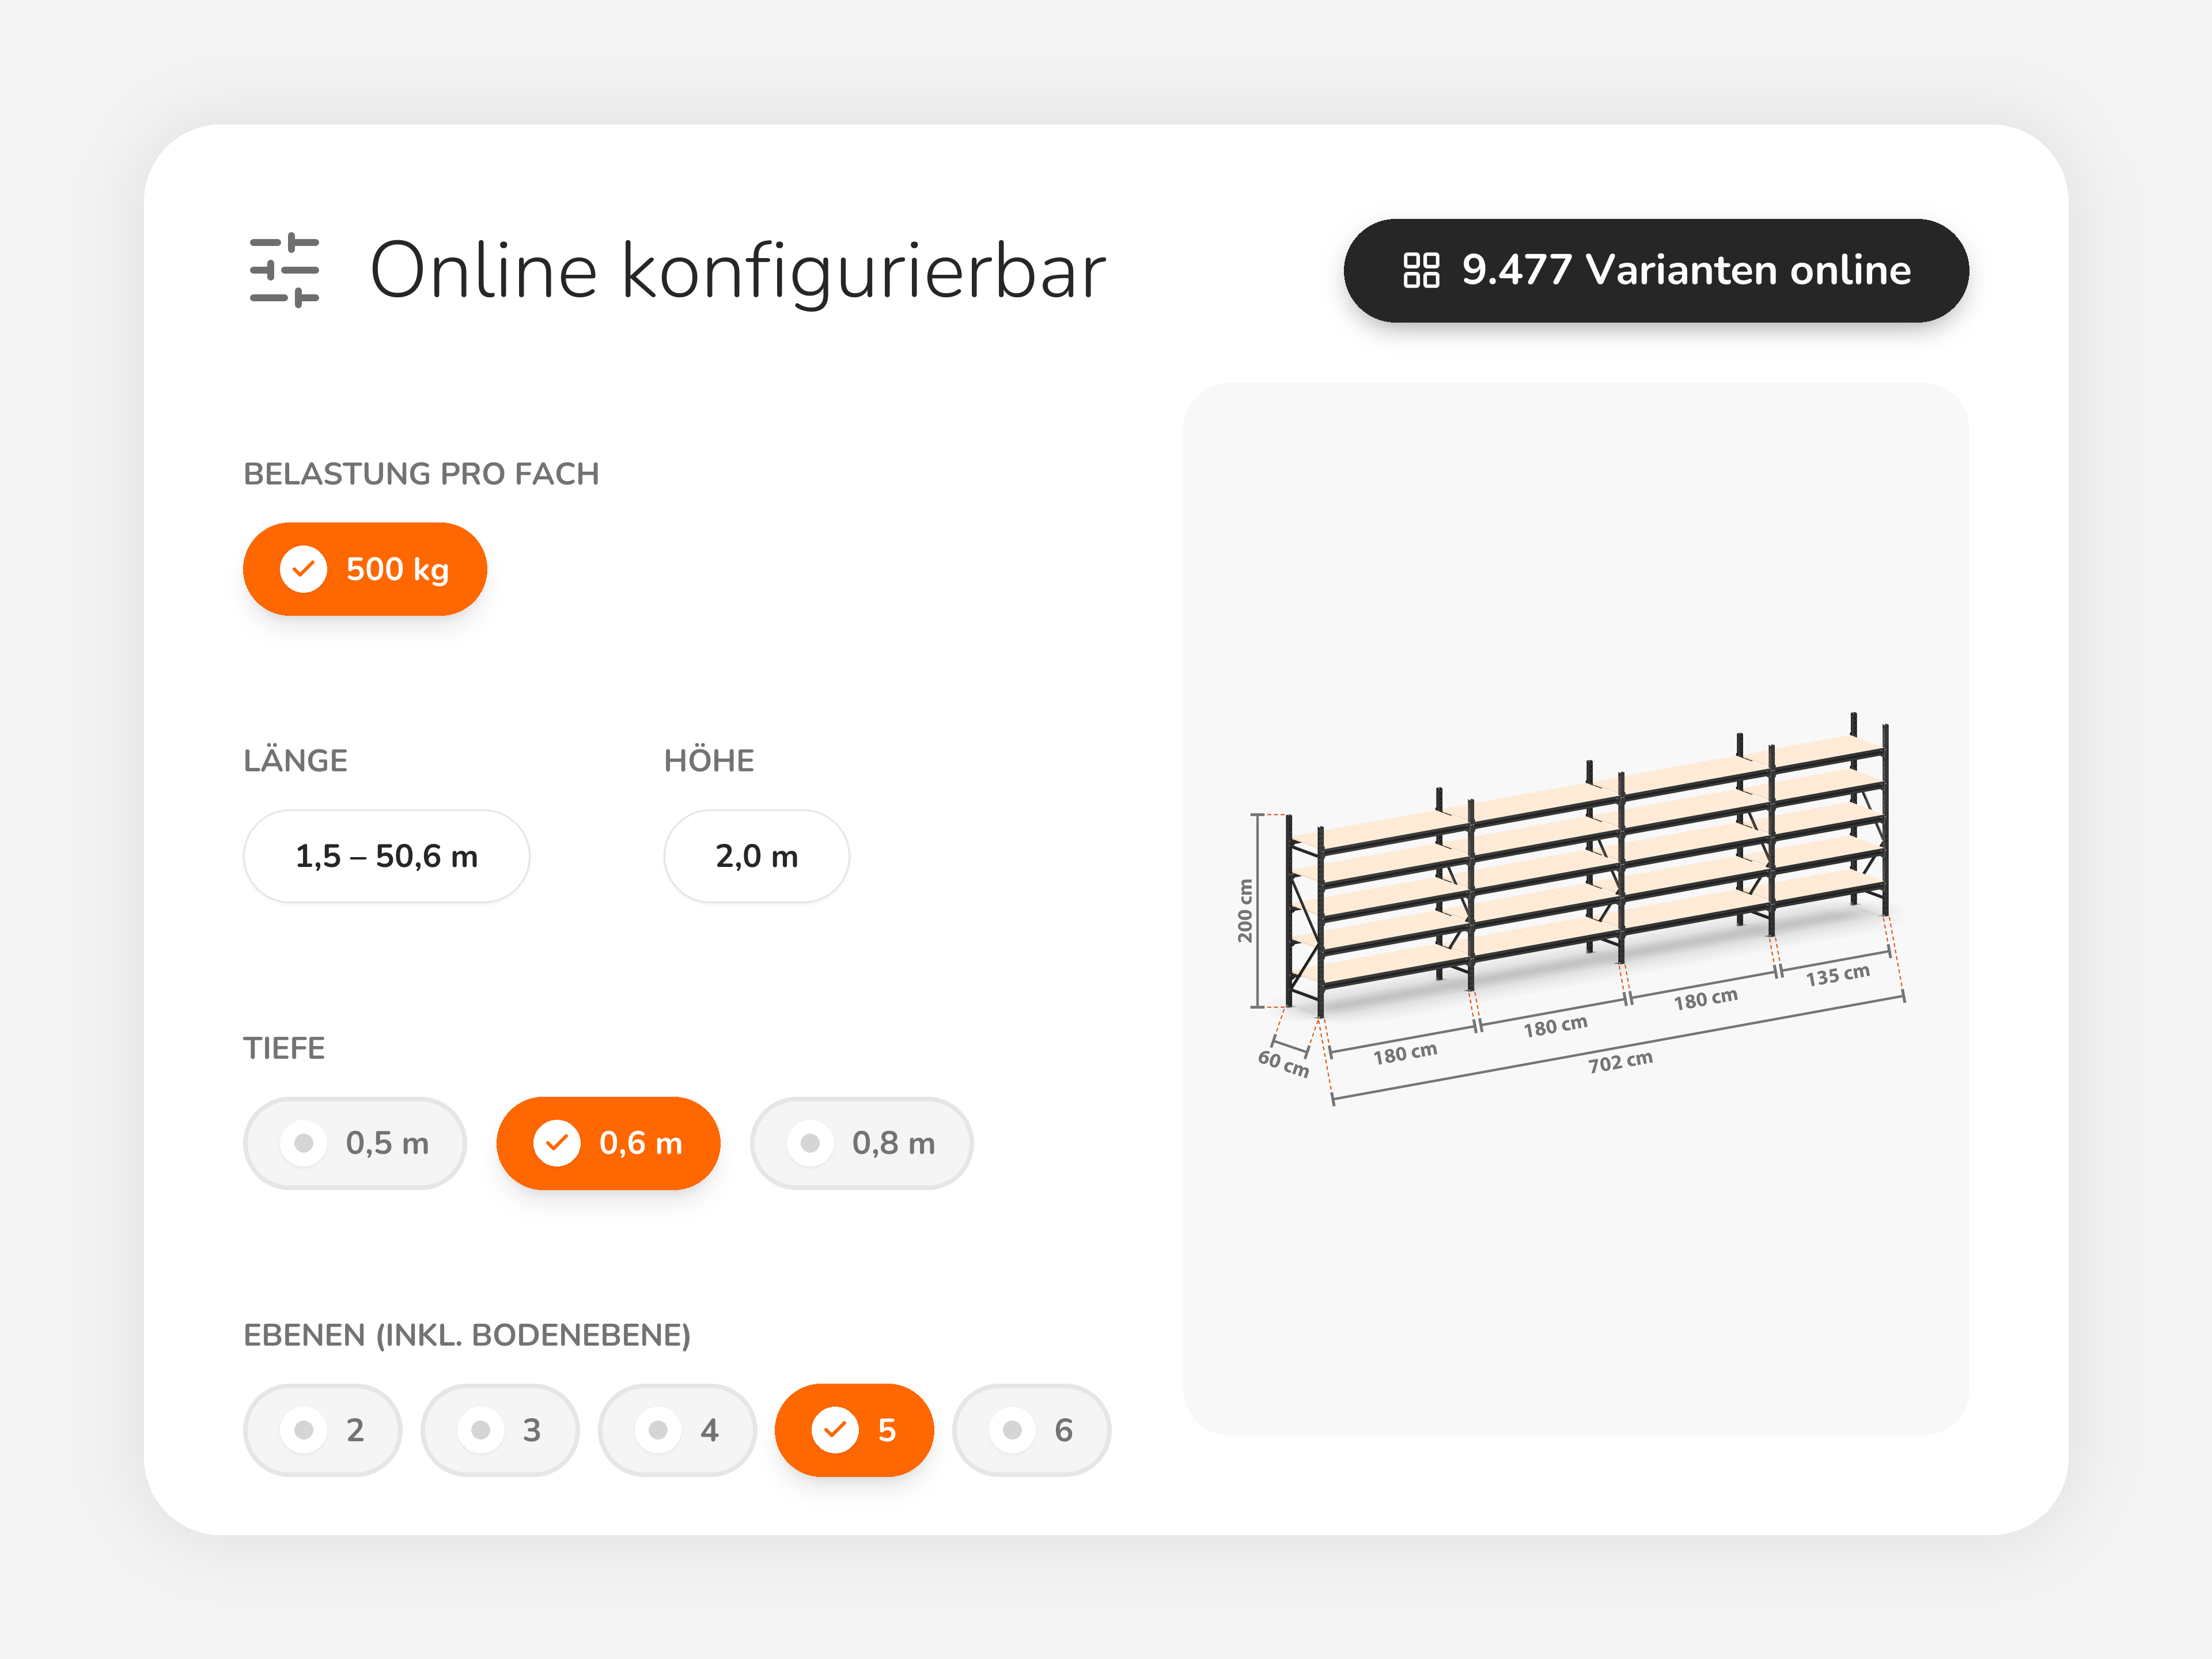 Online konfigurierbar
9.477 Varianten online
BELASTUNG PRO FACH
500 kg
LÄNGE
HÖHE
1,5 – 50,6 m
2,0 m
TIEFE
0,5 m
0,6 m
0,8 m
EBENEN (INKL. BODENEBENE)
2
3
4
5
6
200 cm
60 cm
180 cm
180 cm
180 cm
135 cm
702 cm